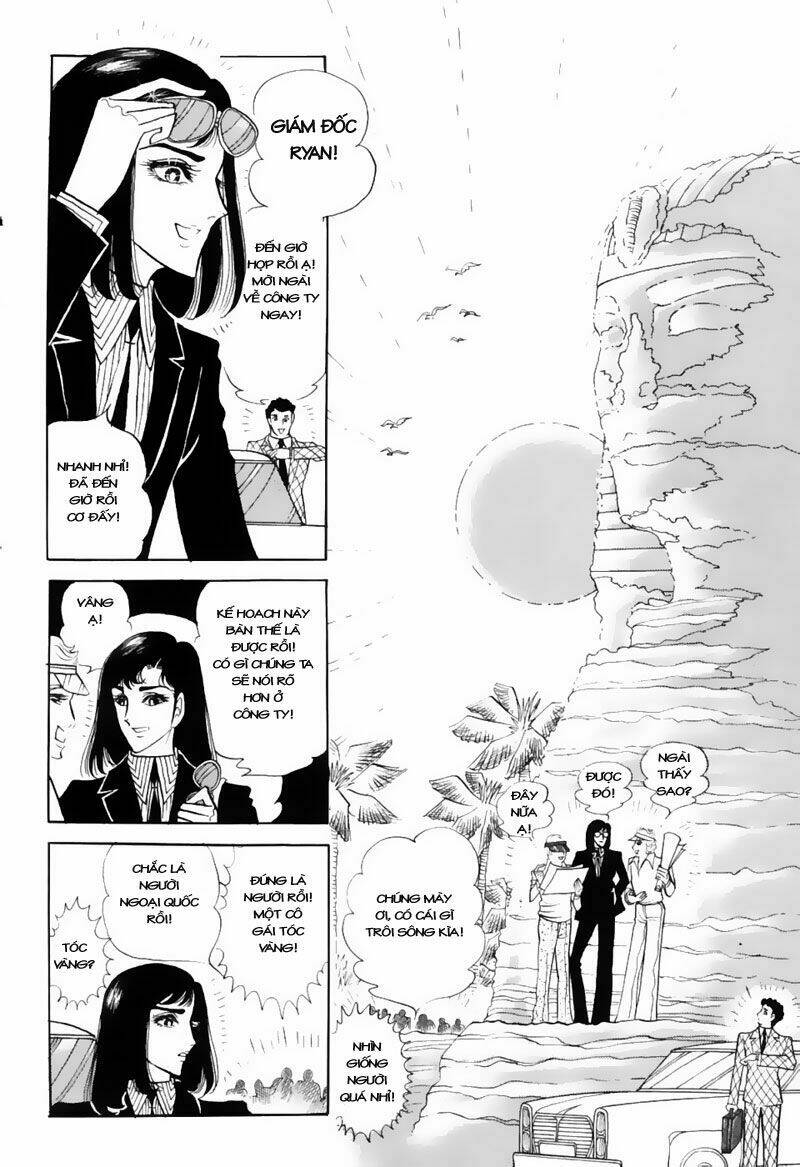 NGÀI
THẤY
SAO?
ĐƯỢC
ĐÓ!
ĐÂY
NỮA
Ạ!
GIÁM ĐỐC
RYAN!
ĐẾN GIỜ
HỌP RỒI Ạ!
MỜI NGÀI
VỀ CÔNG TY
NGAY!
NHANH NHỈ!
ĐÃ ĐẾN
GIỜ RỒI
CƠ ĐẤY!
KẾ HOẠCH NÀY
BÀN THẾ LÀ
ĐƯỢC RỒI!
CÓ GÌ CHÚNG TA
SẼ NÓI RÕ
HƠN Ở
CÔNG TY!
VÂNG
Ạ!
CHÚNG MÀY
ƠI, CÓ CÁI GÌ
TRÔI SÔNG KÌA!
NHÌN
GIỐNG
NGƯỜI
QUÁ NHỈ!
ĐÚNG LÀ
NGƯỜI RỒI!
MỘT CÔ
GÁI TÓC
VÀNG!
CHẮC LÀ
NGƯỜI
NGOẠI QUỐC
RỒI!
TÓC
VÀNG?